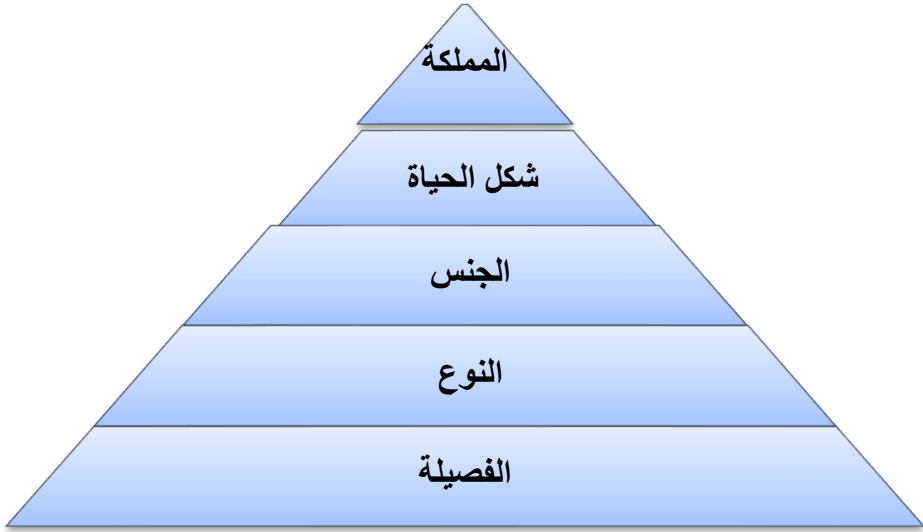 المملكة
شكل الحياة
الجنس
النوع
الفصيلة